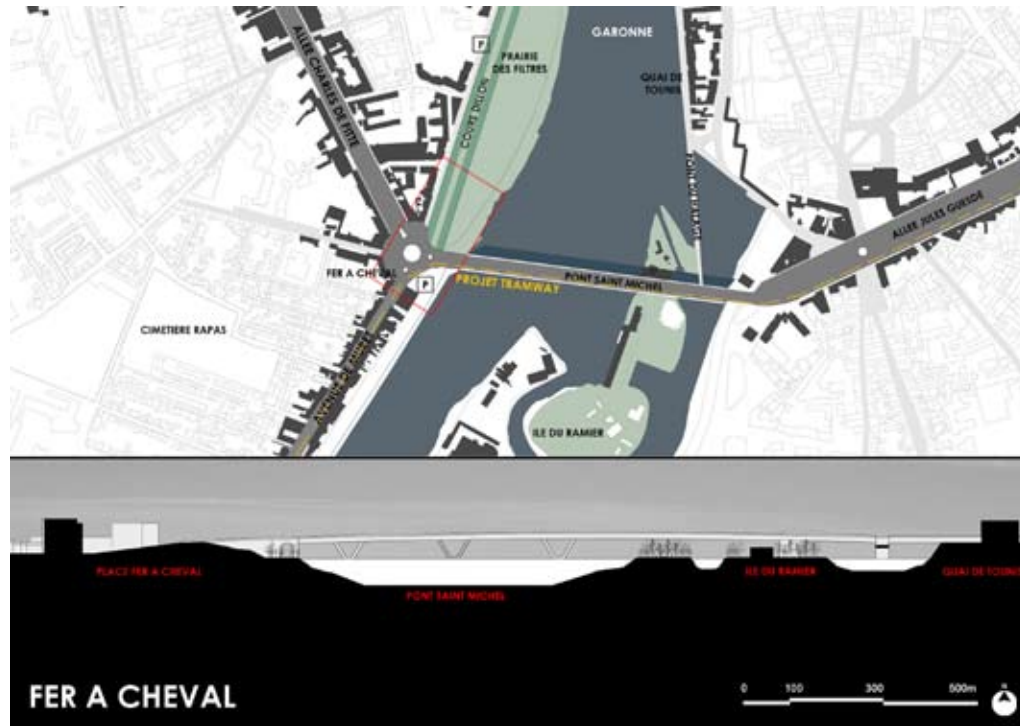 GARONNE
ALLEE CHARLES DE FITTE
P
PRAIRIE
DES FILTRES
QUAI DE
TOUNIS
COURS DILLON
ALLEE JULES GUESDE
FER A CHEVAL
P
PROJET TRAMWAY
PONT SAINT MICHEL
CIMETIERE RAPAS
ILE DU RAMIER
PLACE FER A CHEVAL
PONT SAINT MICHEL
ILE DU RAMIER
QUAI DE TOUNIS
FER A CHEVAL
0 100 300 500m
N